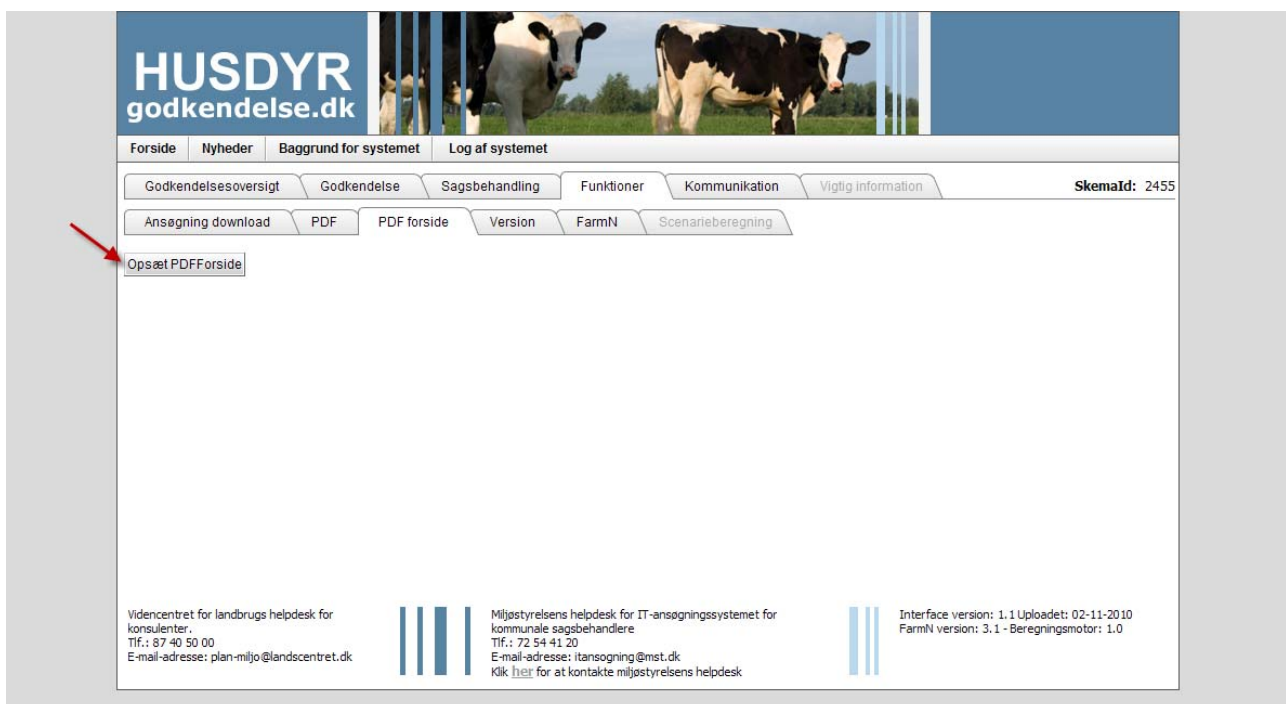 HUSDYR
godkendelse.dk
Forside Nyheder Baggrund for systemet Log af systemet
Godkendelsesoversigt Godkendelse Sagsbehandling Funktioner Kommunikation Vigtig information SkemaId: 2455
Ansøgning download PDF PDF forside Version FarmN Scenarieberegning
Opsæt PDFForside
Videncentret for landbrugs helpdesk for
konsulenter.
Tlf.: 87 40 50 00
E-mail-adresse: plan-miljo@landscentret.dk
Miljøstyrelsens helpdesk for IT-ansøgningssystemet for
kommunale sagsbehandlere
Tlf.: 72 54 41 20
E-mail-adresse: itansogning@mst.dk
Klik her for at kontakte miljøstyrelsens helpdesk
Interface version: 1.1 Uploadet: 02-11-2010
FarmN version: 3.1 - Beregningsmotor: 1.0